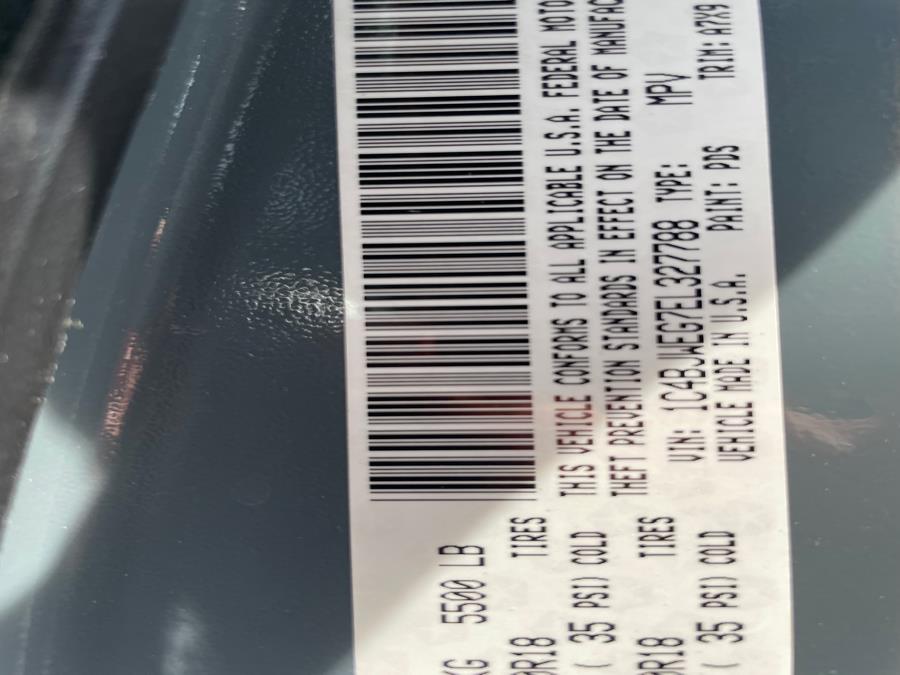 KG 5500 LB
0R18 TIRES
( 35 PSI) COLD
0R18 TIRES
( 35 PSI) COLD
THIS VEHICLE CONFORMS TO ALL APPLICABLE U.S.A. FEDERAL MOTO
THEFT PREVENTION STANDARDS IN EFFECT ON THE DATE OF MANUFAC
VIN: 1C4BJWEG7EL327788 TYPE: MPV
VEHICLE MADE IN U.S.A. PAINT: PDS TRIM: A7X9